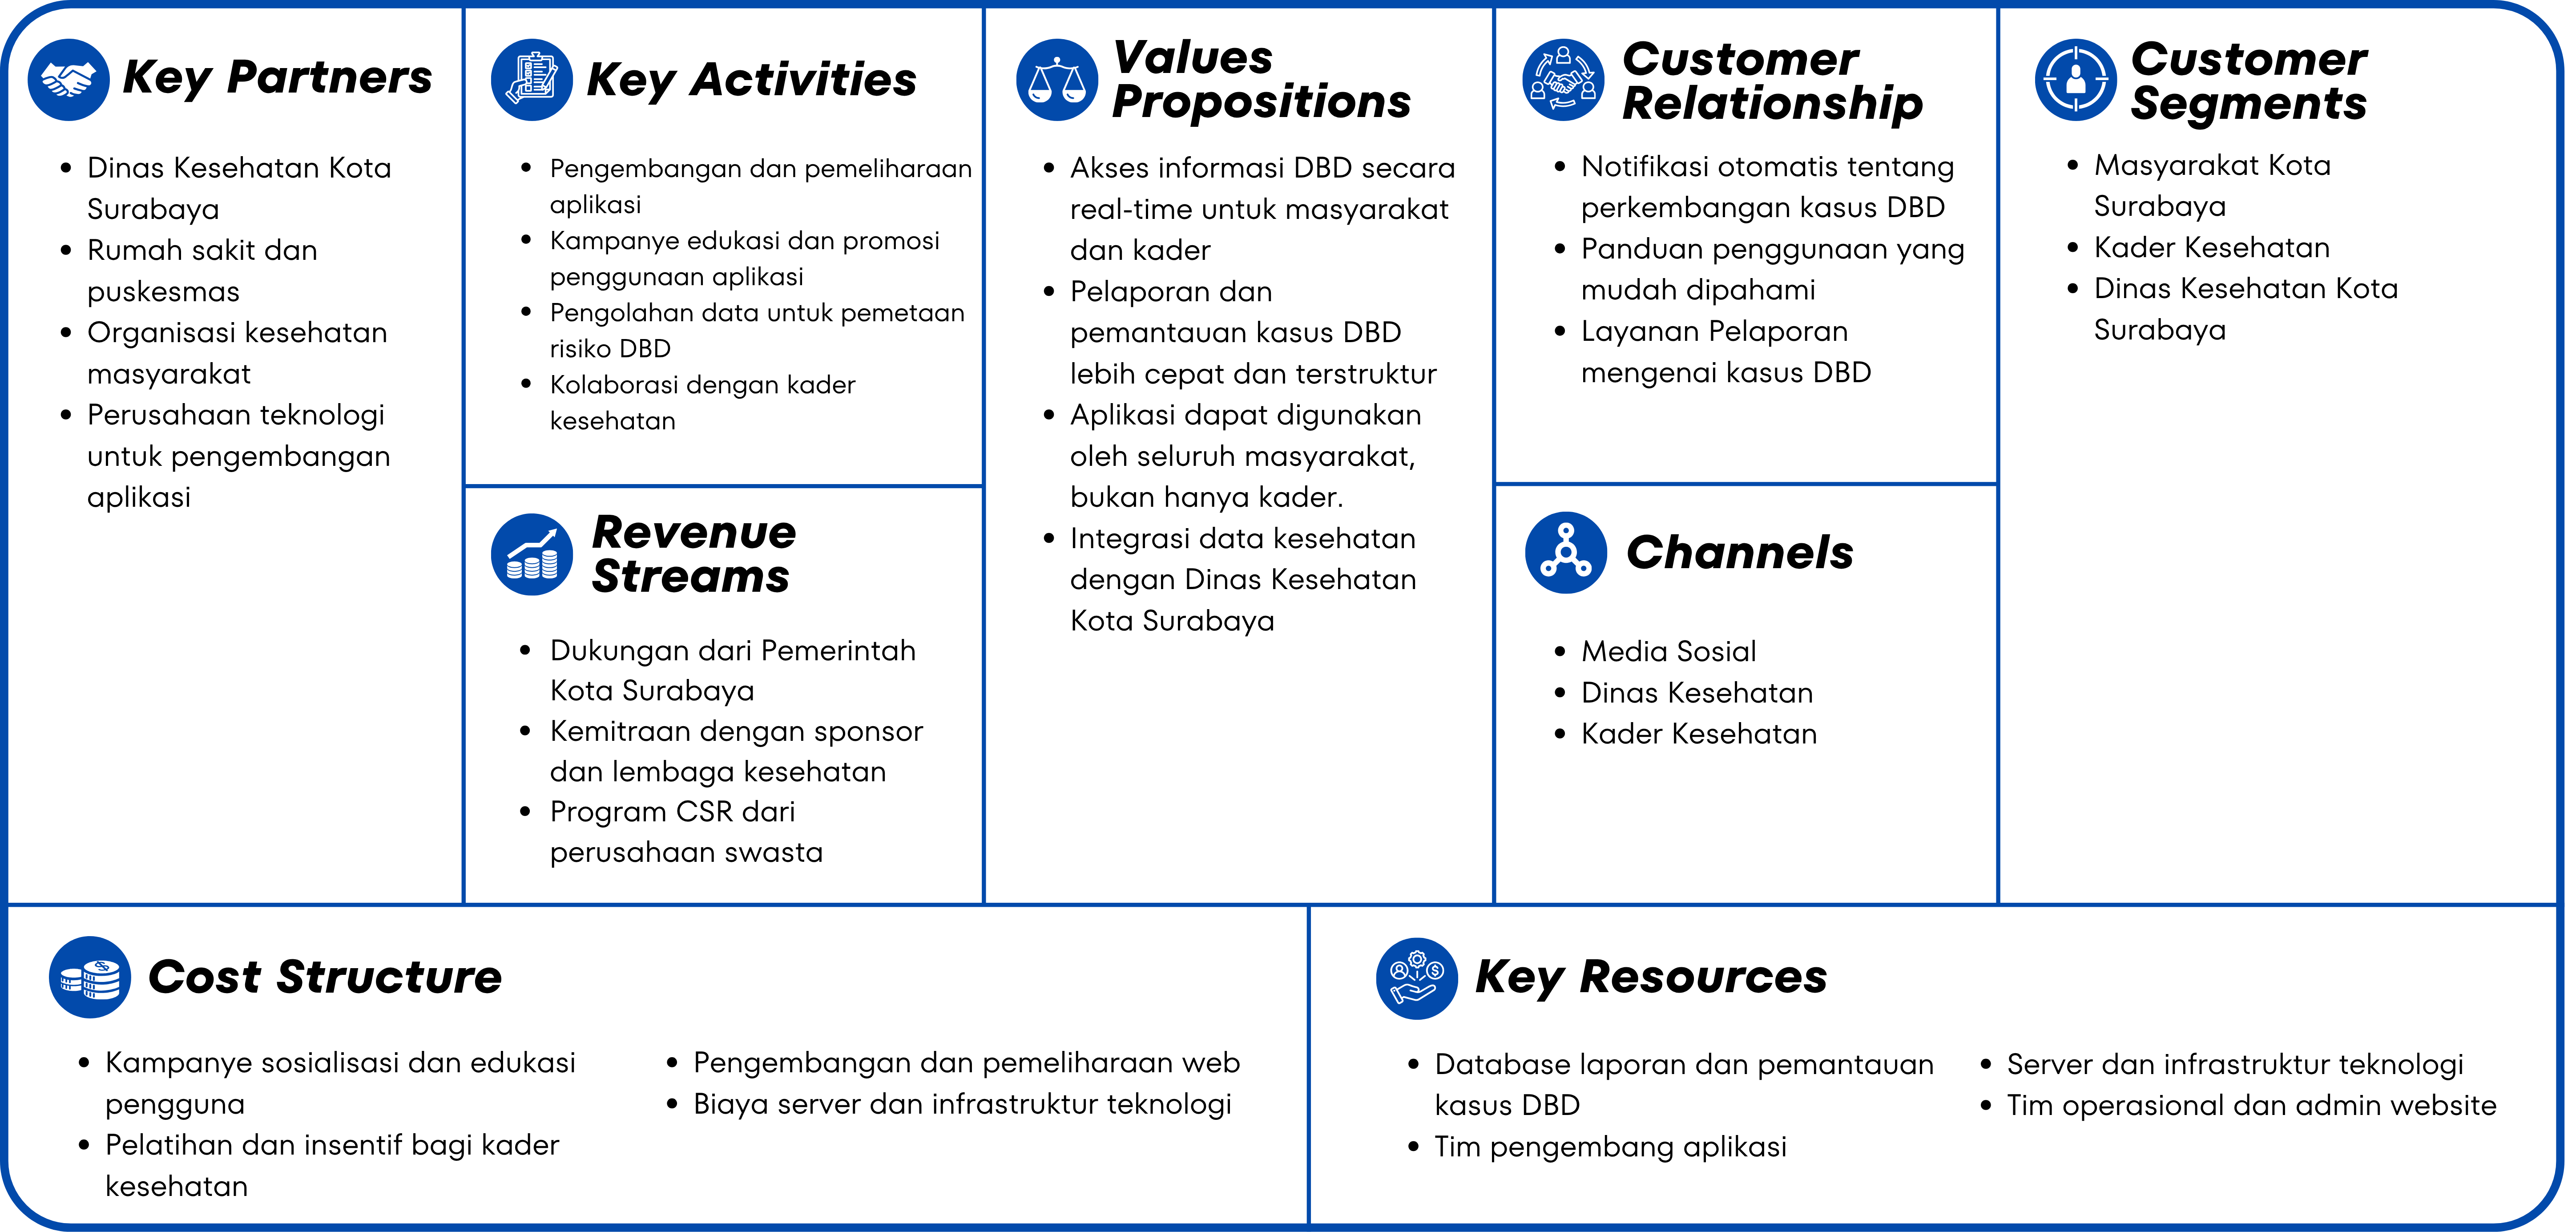 Key Partners
Dinas Kesehatan Kota
Surabaya
Rumah sakit dan
puskesmas
Organisasi kesehatan
masyarakat
Perusahaan teknologi
untuk pengembangan
aplikasi
Key Activities
Pengembangan dan pemeliharaan
aplikasi
Kampanye edukasi dan promosi
penggunaan aplikasi
Pengolahan data untuk pemetaan
risiko DBD
Kolaborasi dengan kader
kesehatan
Revenue
Streams
Dukungan dari Pemerintah
Kota Surabaya
Kemitraan dengan sponsor
dan lembaga kesehatan
Program CSR dari
perusahaan swasta
Values
Propositions
Akses informasi DBD secara
real-time untuk masyarakat
dan kader
Pelaporan dan
pemantauan kasus DBD
lebih cepat dan terstruktur
Aplikasi dapat digunakan
oleh seluruh masyarakat,
bukan hanya kader.
Integrasi data kesehatan
dengan Dinas Kesehatan
Kota Surabaya
Customer
Relationship
Notifikasi otomatis tentang
perkembangan kasus DBD
Panduan penggunaan yang
mudah dipahami
Layanan Pelaporan
mengenai kasus DBD
Channels
Media Sosial
Dinas Kesehatan
Kader Kesehatan
Customer
Segments
Masyarakat Kota
Surabaya
Kader Kesehatan
Dinas Kesehatan Kota
Surabaya
Cost Structure
Kampanye sosialisasi dan edukasi
pengguna
Pelatihan dan insentif bagi kader
kesehatan
Pengembangan dan pemeliharaan web
Biaya server dan infrastruktur teknologi
Key Resources
Database laporan dan pemantauan
kasus DBD
Tim pengembang aplikasi
Server dan infrastruktur teknologi
Tim operasional dan admin website